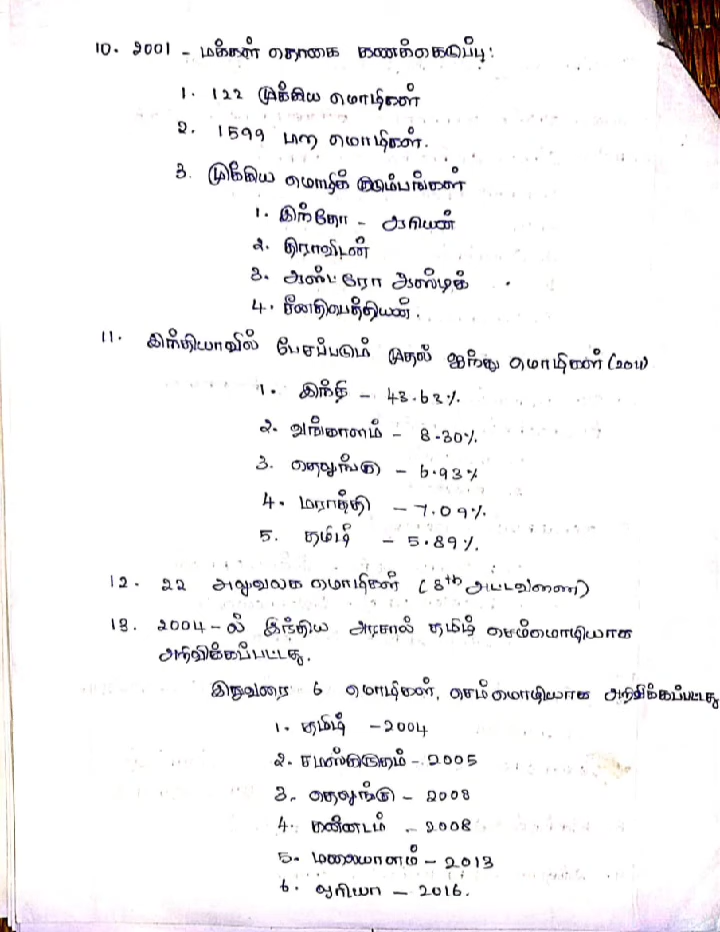 10. 2001 - மக்கள் தொகை கணக்கெடுப்பு:
1. 122 முக்கிய மொழிகள்
2. 1599 பிற மொழிகள்.
3. முக்கிய மொழிக் குடும்பங்கள்
1. இந்தோ - ஆரியன்
2. திராவிடன்
3. அஸ்ட்ரோ ஆஸ்டிக்
4. சீனதிபெத்தியன்.
11. இந்தியாவில் பேசப்படும் முதல் ஐந்து மொழிகள் (2011)
1. இந்தி - 43.63%.
2. வங்காளம் - 8.30%.
3. தெலுங்கு - 6.93%
4. மராத்தி - 7.09%.
5. தமிழ் - 5.89%.
12. 22 அலுவலக மொழிகள் (8th அட்டவணை)
13. 2004-ல் இந்திய அரசால் தமிழ் செம்மொழியாக
அறிவிக்கப்பட்டது.
இதுவரை 6 மொழிகள், செம்மொழியாக அறிவிக்கப்பட்டது
1. தமிழ் - 2004
2. சமஸ்கிருதம் - 2005
3. தெலுங்கு - 2008
4. கன்னடம் - 2008
5. மலையாளம் - 2013
6. ஒரியா - 2016.